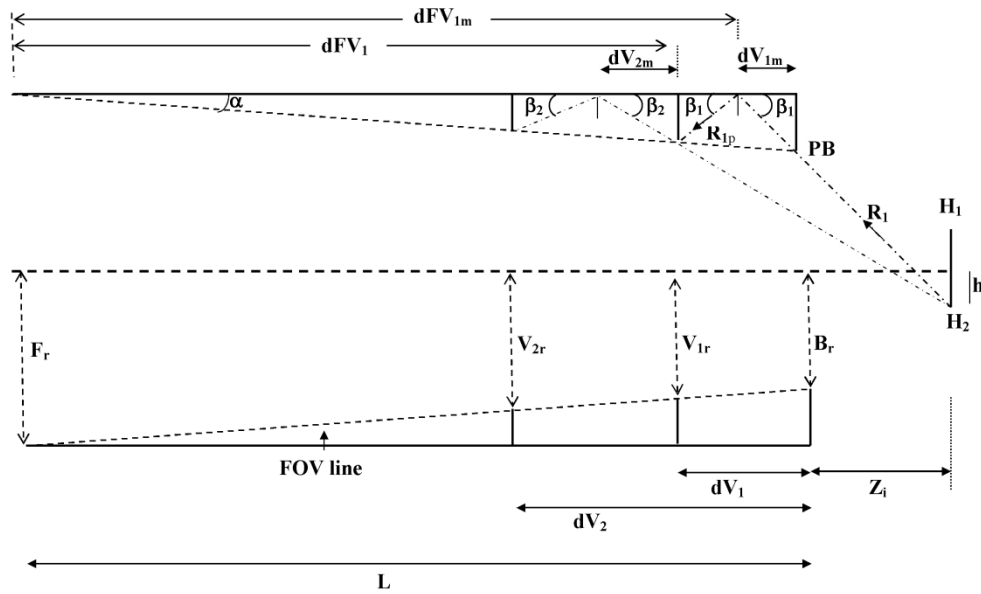 dFV1m
dFV1
dV2m
dV1m
α
β2
β2
β1
β1
R1p
PB
R1
H1
h
H2
Fr
V2r
V1r
Br
FOV line
dV1
Zi
dV2
L